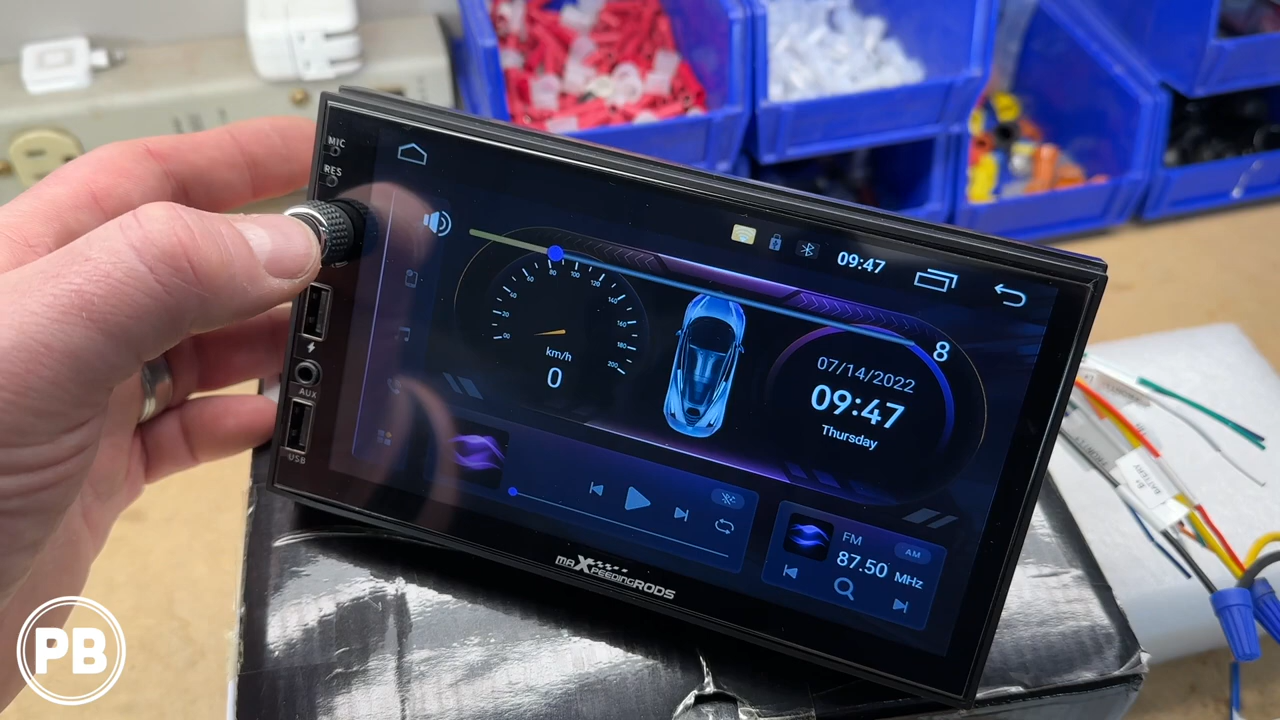 MIC
RES
09:47
8
60
80
100
120
40
140
20
160
00
180
200
km/h
0
07/14/2022
09:47
Thursday
AUX
USB
FM
AM
87.50 MHz
maXpeedingRODS
BATTERY
B+
PB